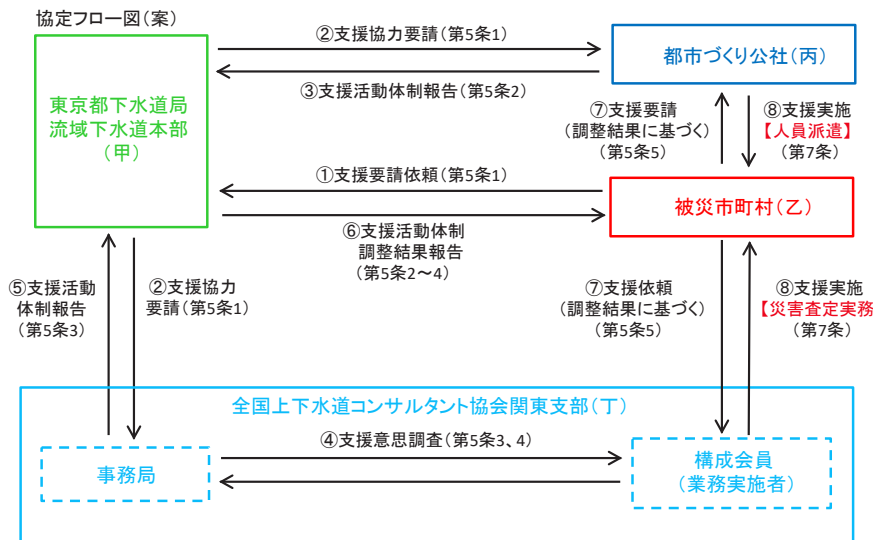 協定フロー図(案)
②支援協力要請(第5条1)
都市づくり公社(丙)
③支援活動体制報告(第5条2)
東京都下水道局
流域下水道本部
(甲)
⑦支援要請
(調整結果に基づく)
(第5条5)
⑧支援実施
【人員派遣】
(第7条)
①支援要請依頼(第5条1)
被災市町村(乙)
⑥支援活動体制
調整結果報告
(第5条2～4)
⑤支援活動
体制報告
(第5条3)
②支援協力
要請(第5条1)
⑦支援依頼
(調整結果に基づく)
(第5条5)
⑧支援実施
【災害査定実務
(第7条)
全国上下水道コンサルタント協会関東支部(丁)
④支援意思調査(第5条3、4)
事務局
構成会員
(業務実施者)